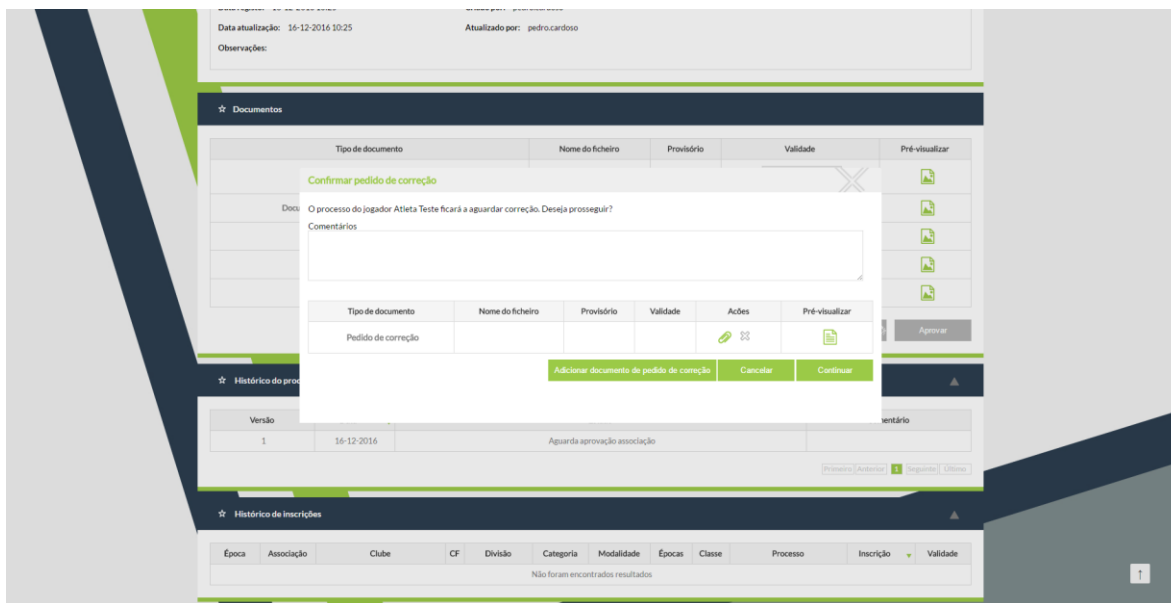 Data atualização: 16-12-2016 10:25 Atualizado por: pedro.cardoso
Observações:
Documentos
Tipo de documento Nome do ficheiro Provisório Validade Pré-visualizar
Docu
Confirmar pedido de correção
O processo do jogador Atleta Teste ficará a aguardar correção. Deseja prosseguir?
Comentários
Tipo de documento Nome do ficheiro Provisório Validade Acões Pré-visualizar
Pedido de correção
Adicionar documento de pedido de correção Cancelar Continuar
Aprovar
Histórico do proc
Versão
1 16-12-2016 Aguarda aprovação associação
Primeiro Anterior 1 Seguinte Último
Histórico de inscrições
Época Associação Clube CF Divisão Categoria Modalidade Épocas Classe Processo Inscrição Validade
Não foram encontrados resultados